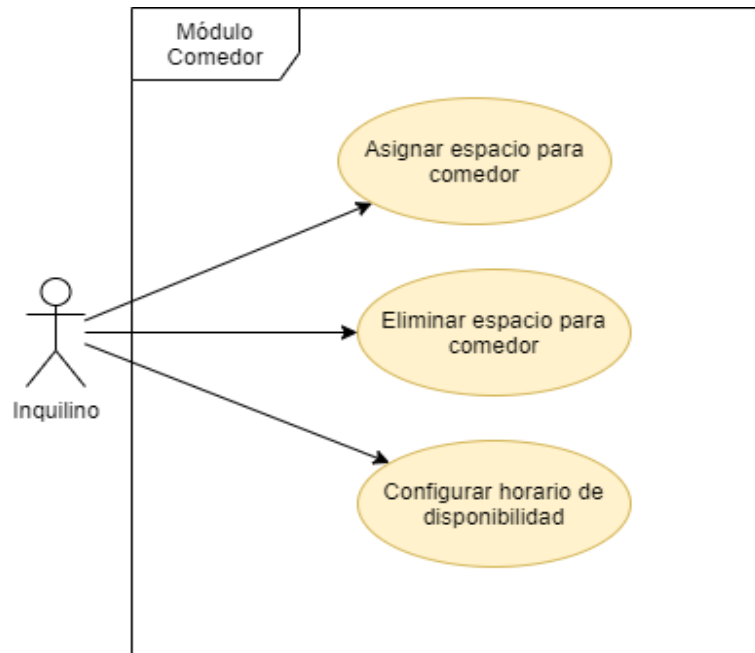 Módulo
Comedor
Asignar espacio para
comedor
Eliminar espacio para
comedor
Inquilino
Configurar horario de
disponibilidad